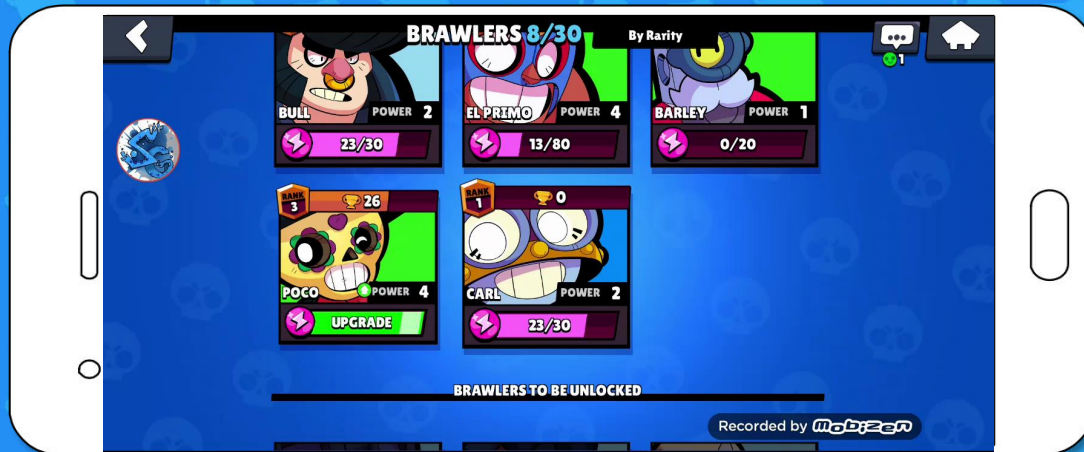 BRAWLERS 8/30
By Rarity
1
BULL POWER 2
23/30
EL PRIMO POWER 4
13/80
BARLEY POWER 1
0/20
RANK 3
26
POCO POWER 4
UPGRADE
RANK 1
0
CARL POWER 2
23/30
BRAWLERS TO BE UNLOCKED
Recorded by mobizen